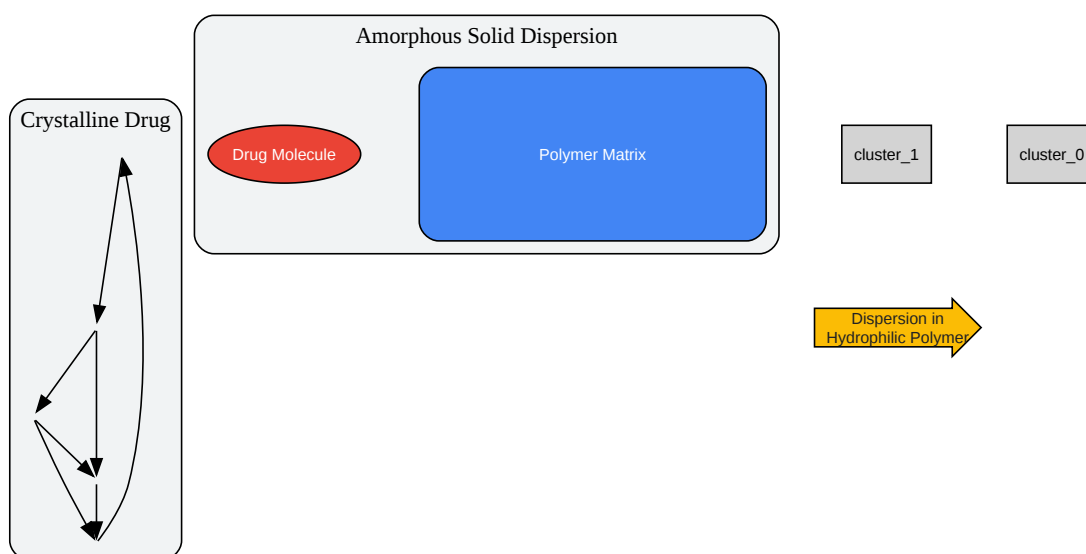 Amorphous Solid Dispersion
Crystalline Drug
Drug Molecule
Polymer Matrix
cluster_1
cluster_0
Dispersion in
Hydrophilic Polymer